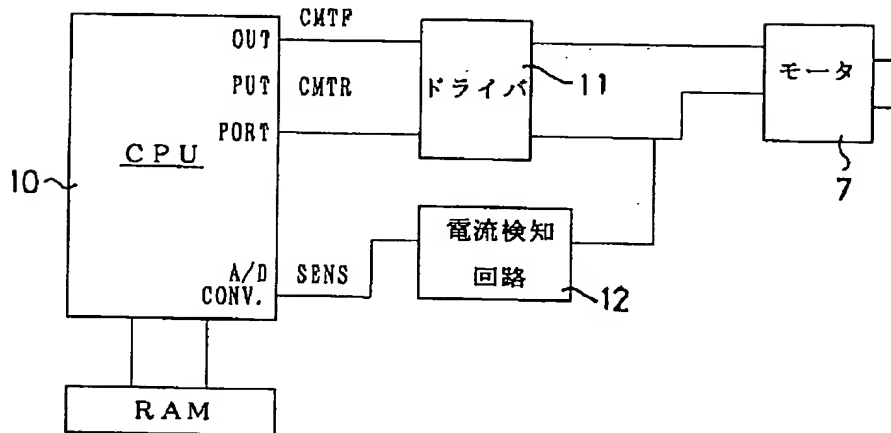 CMTF
OUT
PUT
CMTR
PORT
CPU
10
ドライバ
11
モータ
7
電流検知
回路
12
A/D
CONV.
SENS
RAM